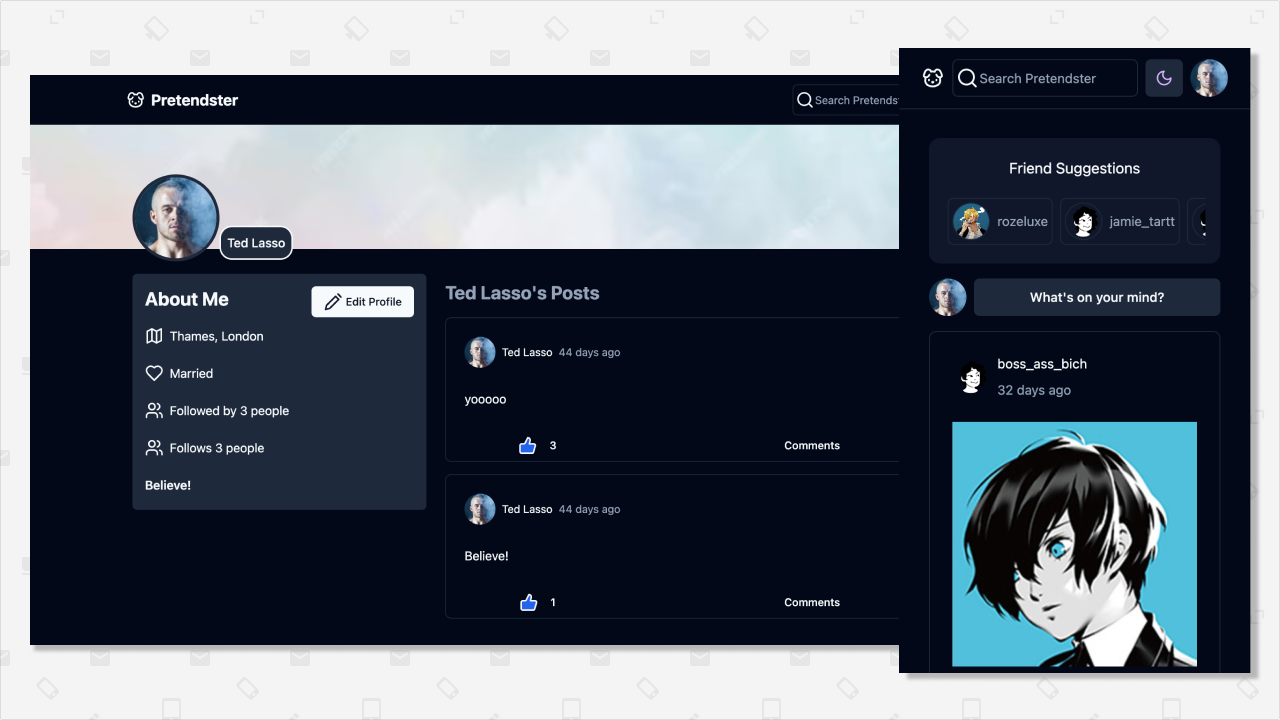 Pretendster
Search Pretends
Ted Lasso
About Me
Edit Profile
Thames, London
Married
Followed by 3 people
Follows 3 people
Believe!
Ted Lasso's Posts
Ted Lasso 44 days ago
yooooo
3
Comments
Ted Lasso 44 days ago
Believe!
1
Comments
Search Pretendster
Friend Suggestions
rozeluxe
jamie_tartt
What's on your mind?
boss_ass_bich
32 days ago